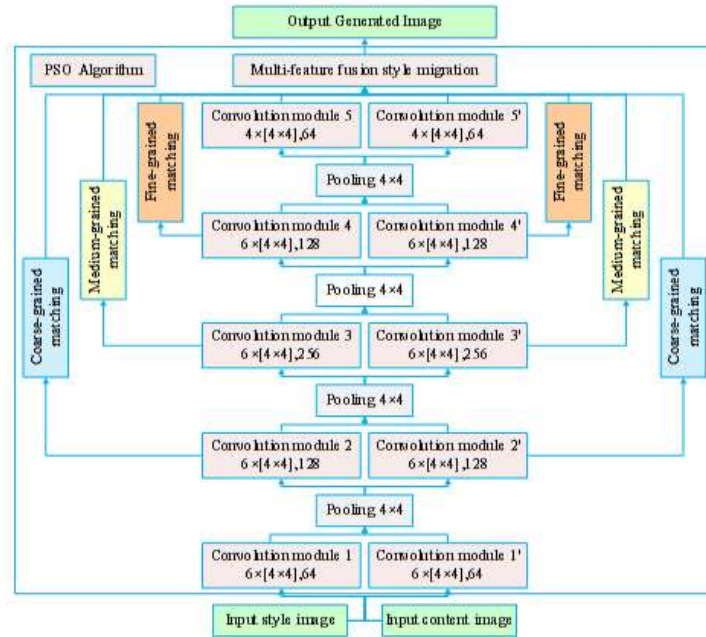 Output Generated Image
PSO Algorithm
Multi-feature fusion style migration
Convolution module 5
4×[4×4],64
Convolution module 5'
4×[4×4],64
Fine-grained
matching
Fine-grained
matching
Pooling 4×4
Medium-grained
matching
Medium-grained
matching
Convolution module 4
6×[4×4],128
Convolution module 4'
6×[4×4],128
Pooling 4×4
Coarse-grained
matching
Coarse-grained
matching
Convolution module 3
6×[4×4],256
Convolution module 3'
6×[4×4],256
Pooling 4×4
Convolution module 2
6×[4×4],128
Convolution module 2'
6×[4×4],128
Pooling 4×4
Convolution module 1
6×[4×4],64
Convolution module 1'
6×[4×4],64
Input style image
Input content image